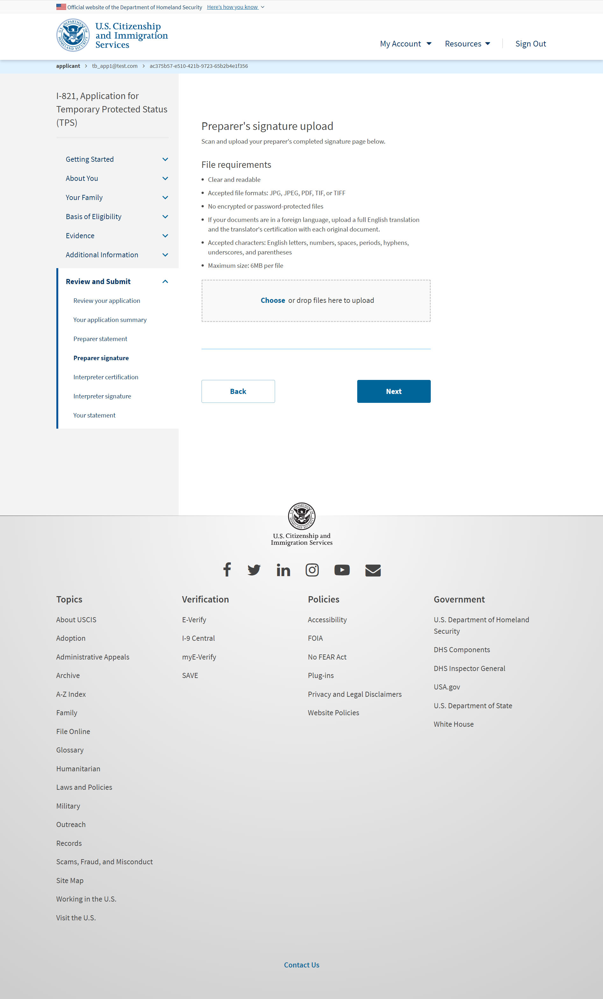 Official website of the Department of Homeland Security Here's how you know
U.S. DEPARTMENT OF HOMELAND SECURITY
U.S. Citizenship
and Immigration
Services
My Account Resources Sign Out
applicant > tb_app1@test.com > ac375b57-e510-421b-9723-65b2b4e1f356
I-821, Application for
Temporary Protected Status
(TPS)
Getting Started
About You
Your Family
Basis of Eligibility
Evidence
Additional Information
Review and Submit
Review your application
Your application summary
Preparer statement
Preparer signature
Interpreter certification
Interpreter signature
Your statement
Preparer's signature upload
Scan and upload your preparer's completed signature page below.
File requirements
• Clear and readable
• Accepted file formats: JPG, JPEG, PDF, TIF, or TIFF
• No encrypted or password-protected files
• If your documents are in a foreign language, upload a full English translation
and the translator's certification with each original document.
• Accepted characters: English letters, numbers, spaces, periods, hyphens,
underscores, and parentheses
• Maximum size: 6MB per file
Choose or drop files here to upload
Back
Next
U.S. DEPARTMENT OF HOMELAND SECURITY
U.S. Citizenship and
Immigration Services
Topics
About USCIS
Adoption
Administrative Appeals
Archive
A-Z Index
Family
File Online
Glossary
Humanitarian
Laws and Policies
Military
Outreach
Records
Scams, Fraud, and Misconduct
Site Map
Working in the U.S.
Visit the U.S.
Verification
E-Verify
I-9 Central
myE-Verify
SAVE
Policies
Accessibility
FOIA
No FEAR Act
Plug-ins
Privacy and Legal Disclaimers
Website Policies
Government
U.S. Department of Homeland
Security
DHS Components
DHS Inspector General
USA.gov
U.S. Department of State
White House
Contact Us